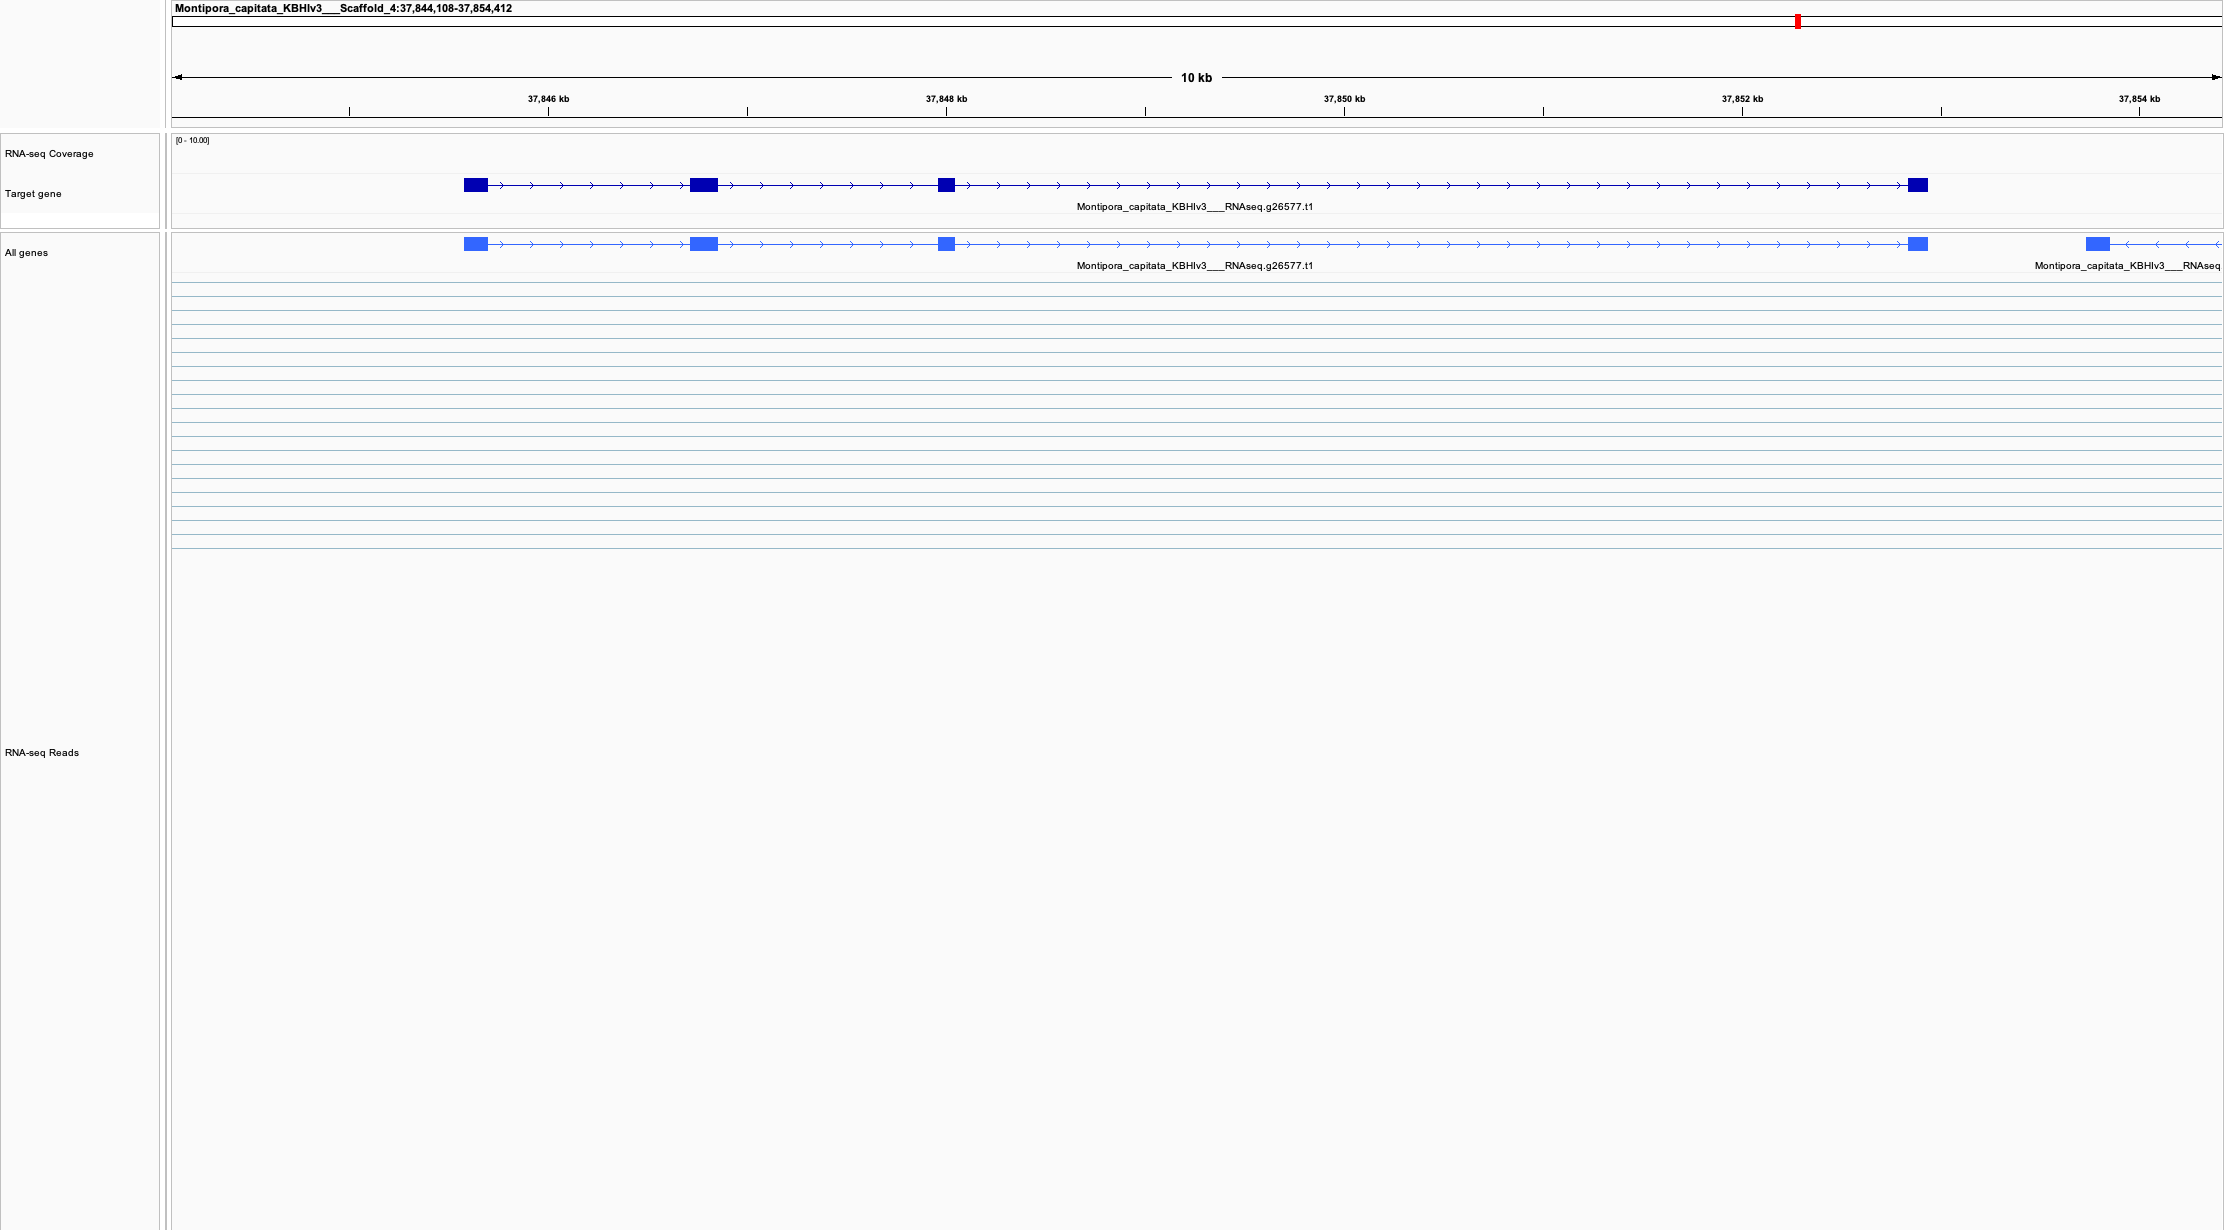 Montipora_capitata_KBHIv3___Scaffold_4:37,844,108-37,854,412
10 kb
37,846 kb 37,848 kb 37,850 kb 37,852 kb 37,854 kb
[0 - 10.00]
RNA-seq Coverage
Target gene
Montipora_capitata_KBHIv3___RNAseq.g26577.t1
All genes
Montipora_capitata_KBHIv3___RNAseq.g26577.t1 Montipora_capitata_KBHIv3___RNAseq
RNA-seq Reads